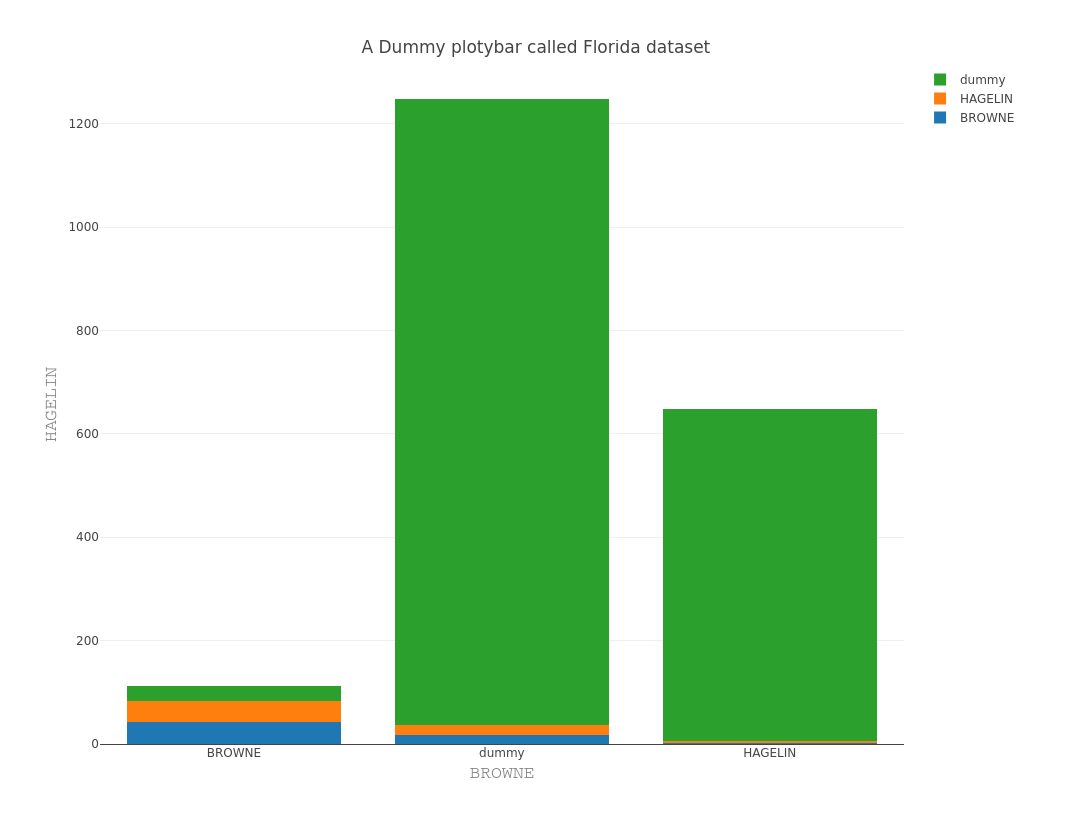 A Dummy plotybar called Florida dataset
dummy
HAGELIN
BROWNE
1200
1000
800
600
400
200
0
HAGELIN
BROWNE
dummy
HAGELIN
BROWNE